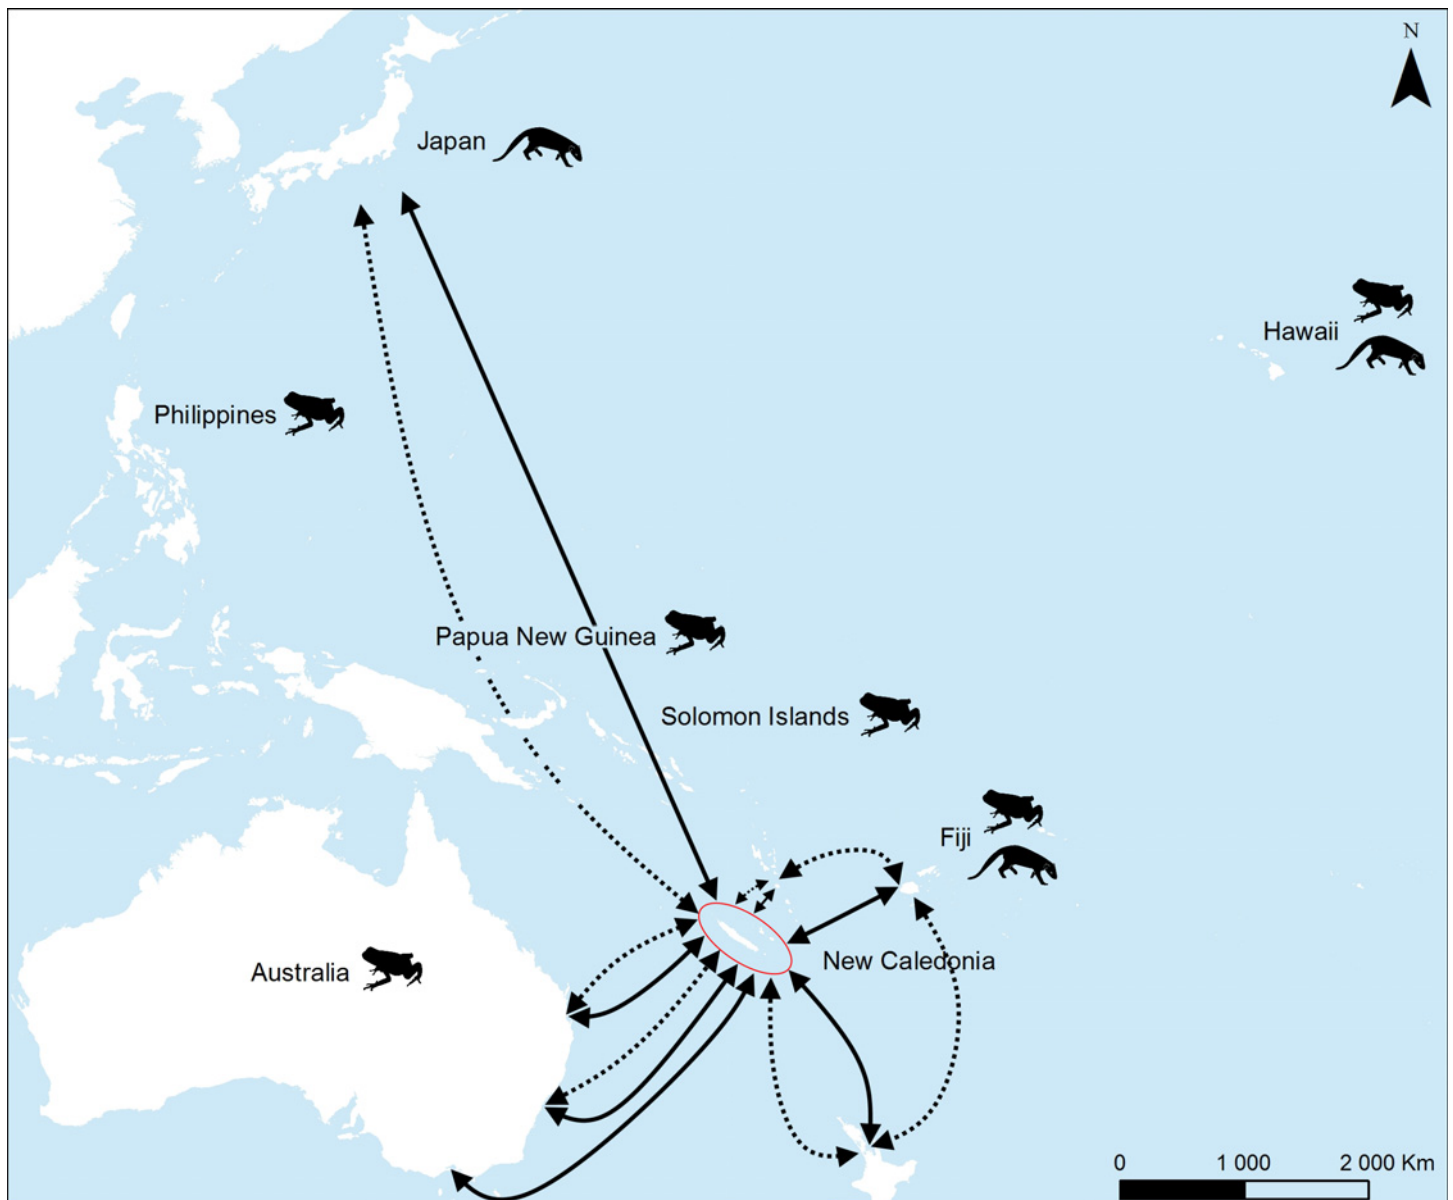 N
Japan
Hawaii
Philippines
Papua New Guinea
Solomon Islands
Fiji
New Caledonia
Australia
0 1 000 2 000 Km